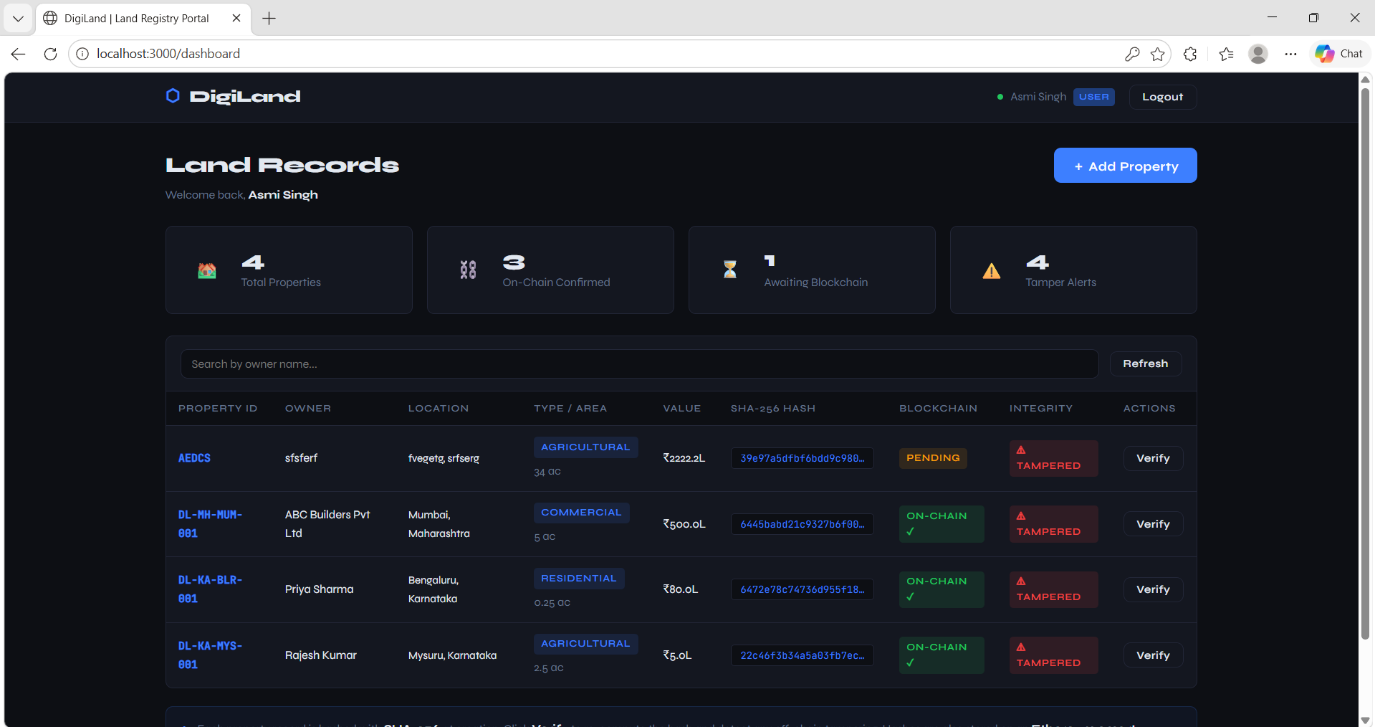 DigiLand | Land Registry Portal
localhost:3000/dashboard
Chat
DigiLand
Asmi Singh USER Logout
Land Records
+ Add Property
Welcome back, Asmi Singh
4
Total Properties
3
On-Chain Confirmed
1
Awaiting Blockchain
4
Tamper Alerts
Search by owner name...
Refresh
PROPERTY ID OWNER LOCATION TYPE / AREA VALUE SHA-256 HASH BLOCKCHAIN INTEGRITY ACTIONS
AEDCS sfsferf fvegetg, srfserg AGRICULTURAL
34 ac
₹2222.2L 39e97a5dfbf6bdd9c980… PENDING
TAMPERED
Verify
DL-MH-MUM-
001
ABC Builders Pvt
Ltd
Mumbai,
Maharashtra
COMMERCIAL
5 ac
₹500.0L 6445babd21c9327b6f00… ON-CHAIN
✓
TAMPERED
Verify
DL-KA-BLR-
001
Priya Sharma
Bengaluru,
Karnataka
RESIDENTIAL
0.25 ac
₹80.0L 6472e78c74736d955f18… ON-CHAIN
✓
TAMPERED
Verify
DL-KA-MYS-
001
Rajesh Kumar Mysuru, Karnataka
AGRICULTURAL
2.5 ac
₹5.0L 22c46f3b34a5a03fb7ec… ON-CHAIN
✓
TAMPERED
Verify